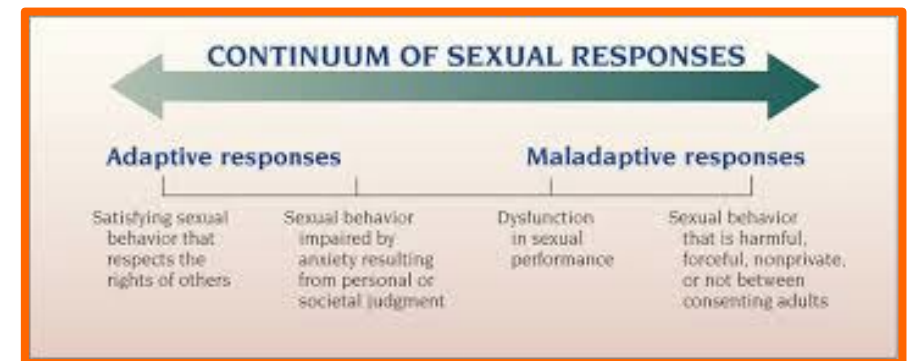 CONTINUUM OF SEXUAL RESPONSES
Adaptive responses
Maladaptive responses
Satisfying sexual
behavior that
respects the
rights of others
Sexual behavior
impaired by
anxiety resulting
from personal or
societal judgment
Dysfunction
in sexual
performance
Sexual behavior
that is harmful,
forceful, nonprivate,
or not between
consenting adults